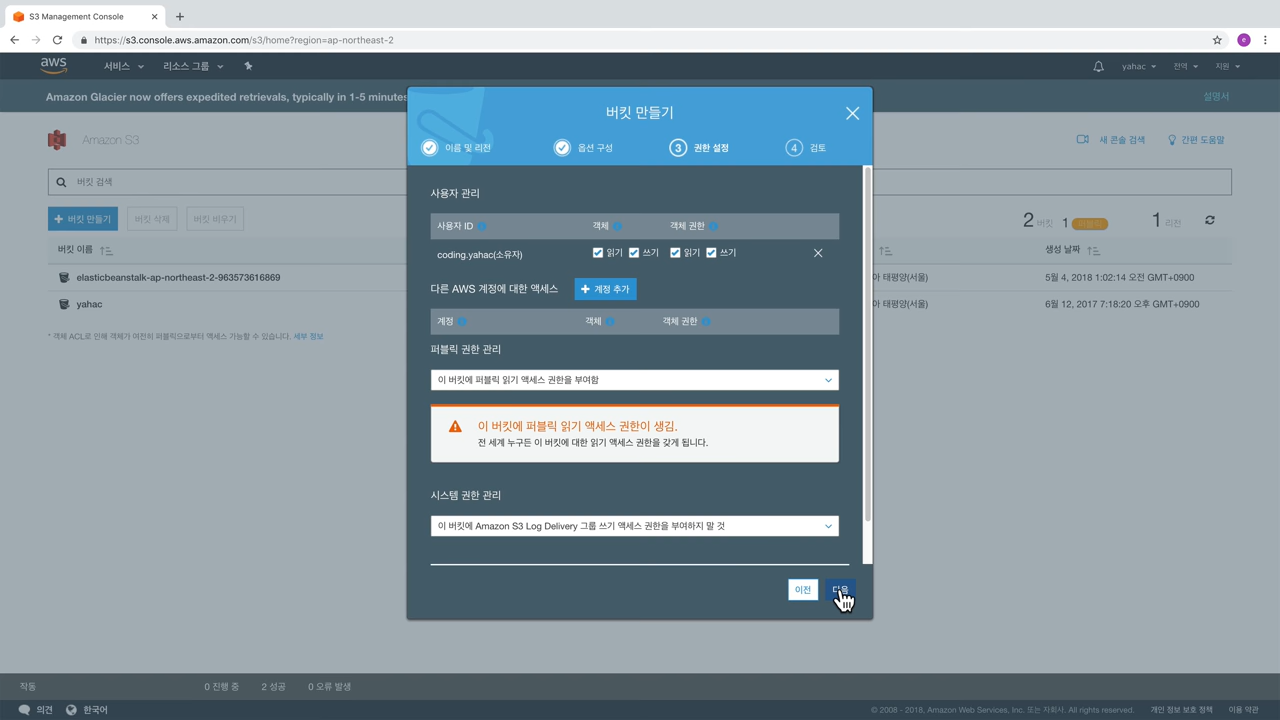 S3 Management Console
https://s3.console.aws.amazon.com/s3/home?region=ap-northeast-2
e
aws
서비스
리소스 그룹
yahac
전역
지원
Amazon Glacier now offers expedited retrievals, typically in 1-5 minutes
설명서
Amazon S3
새 콘솔 검색
간편 도움말
버킷 검색
버킷 만들기
버킷 삭제
버킷 비우기
2 버킷
1
1 리전
버킷 이름
생성 날짜
elasticbeanstalk-ap-northeast-2-963573616869
아 태평양(서울)
5월 4, 2018 1:02:14 오전 GMT+0900
yahac
아 태평양(서울)
6월 12, 2017 7:18:20 오후 GMT+0900
* 객체 ACL로 인해 객체가 여전히 퍼블릭으로부터 액세스 가능할 수 있습니다. 세부 정보
버킷 만들기
이름 및 리전
옵션 구성
3 권한 설정
4 검토
사용자 관리
사용자 ID
객체
객체 권한
coding.yahac(소유자)
읽기
쓰기
읽기
쓰기
다른 AWS 계정에 대한 액세스
계정 추가
계정
객체
객체 권한
퍼블릭 권한 관리
이 버킷에 퍼블릭 읽기 액세스 권한을 부여함
이 버킷에 퍼블릭 읽기 액세스 권한이 생김.
전 세계 누구든 이 버킷에 대한 읽기 액세스 권한을 갖게 됩니다.
시스템 권한 관리
이 버킷에 Amazon S3 Log Delivery 그룹 쓰기 액세스 권한을 부여하지 말 것
이전
다음
작동
0 진행 중
2 성공
0 오류 발생
의견
한국어
© 2008 - 2018, Amazon Web Services, Inc. 또는 자회사. All rights reserved.
개인 정보 보호 정책
이용 약관